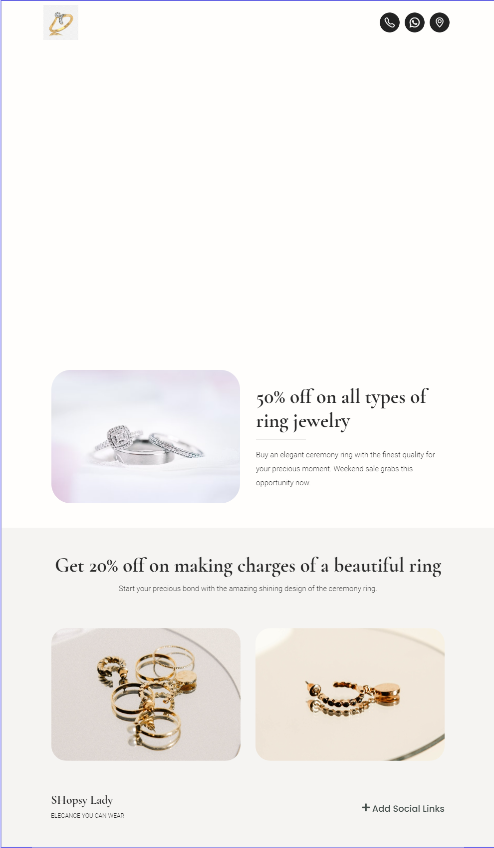 50% off on all types of
ring jewelry
Buy an elegant ceremony ring with the finest quality for
your precious moment. Weekend sale grabs this
opportunity now.
Get 20% off on making charges of a beautiful ring
Start your precious bond with the amazing shining design of the ceremony ring.
SHopsy Lady
ELEGANCE YOU CAN WEAR
+ Add Social Links